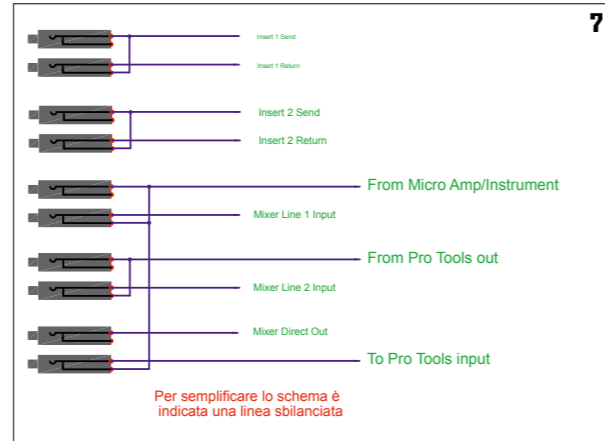 7
Insert 1 Send
Insert 1 Return
Insert 2 Send
Insert 2 Return
From Micro Amp/Instrument
Mixer Line 1 Input
From Pro Tools out
Mixer Line 2 Input
Mixer Direct Out
To Pro Tools input
Per semplificare lo schema è
indicata una linea sbilanciata